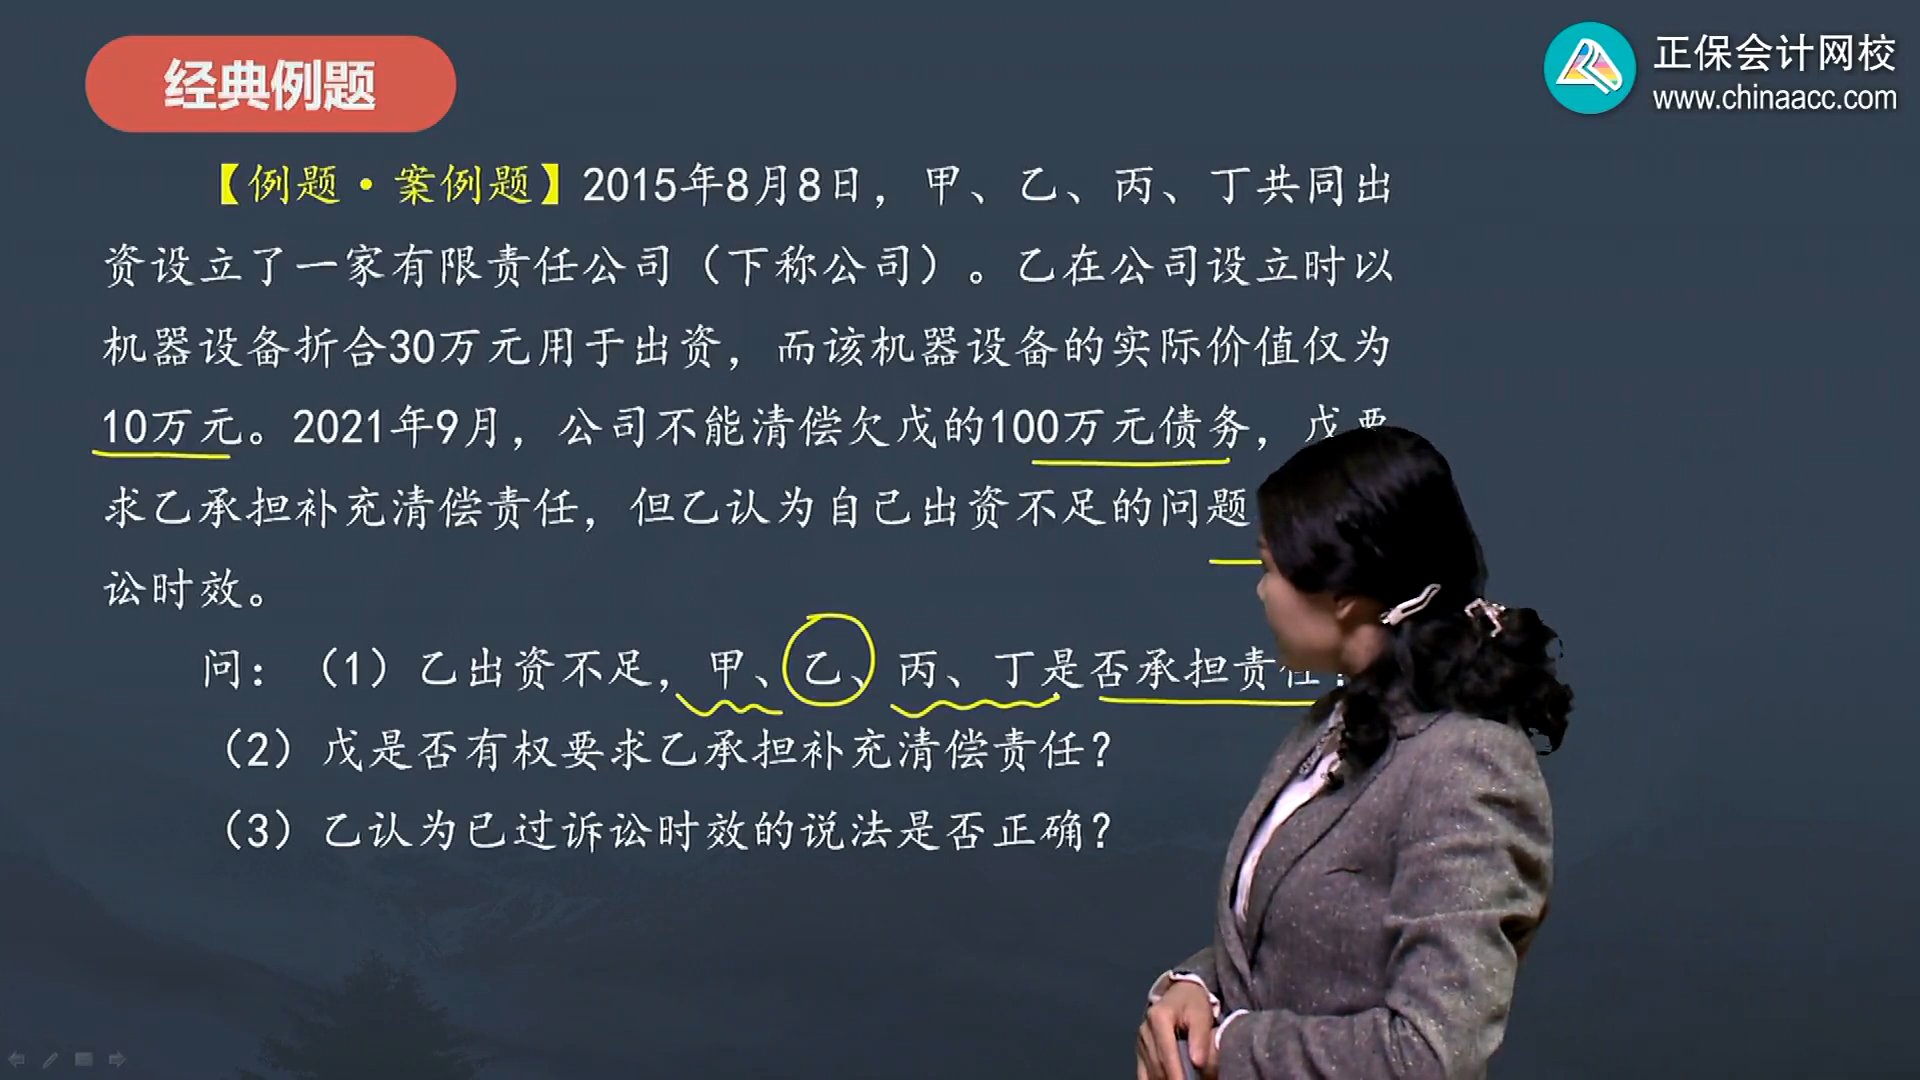 经典例题
正保会计网校
www.chinaacc.com
【例题·案例题】2015年8月8日，甲、乙、丙、丁共同出
资设立了一家有限责任公司（下称公司）。乙在公司设立时以
机器设备折合30万元用于出资，而该机器设备的实际价值仅为
10万元。2021年9月，公司不能清偿欠戊的100万元债务，戊要
求乙承担补充清偿责任，但乙认为自己出资不足的问题
讼时效。
问：（1）乙出资不足，甲、乙、丙、丁是否承担责任？
（2）戊是否有权要求乙承担补充清偿责任？
（3）乙认为已过诉讼时效的说法是否正确？